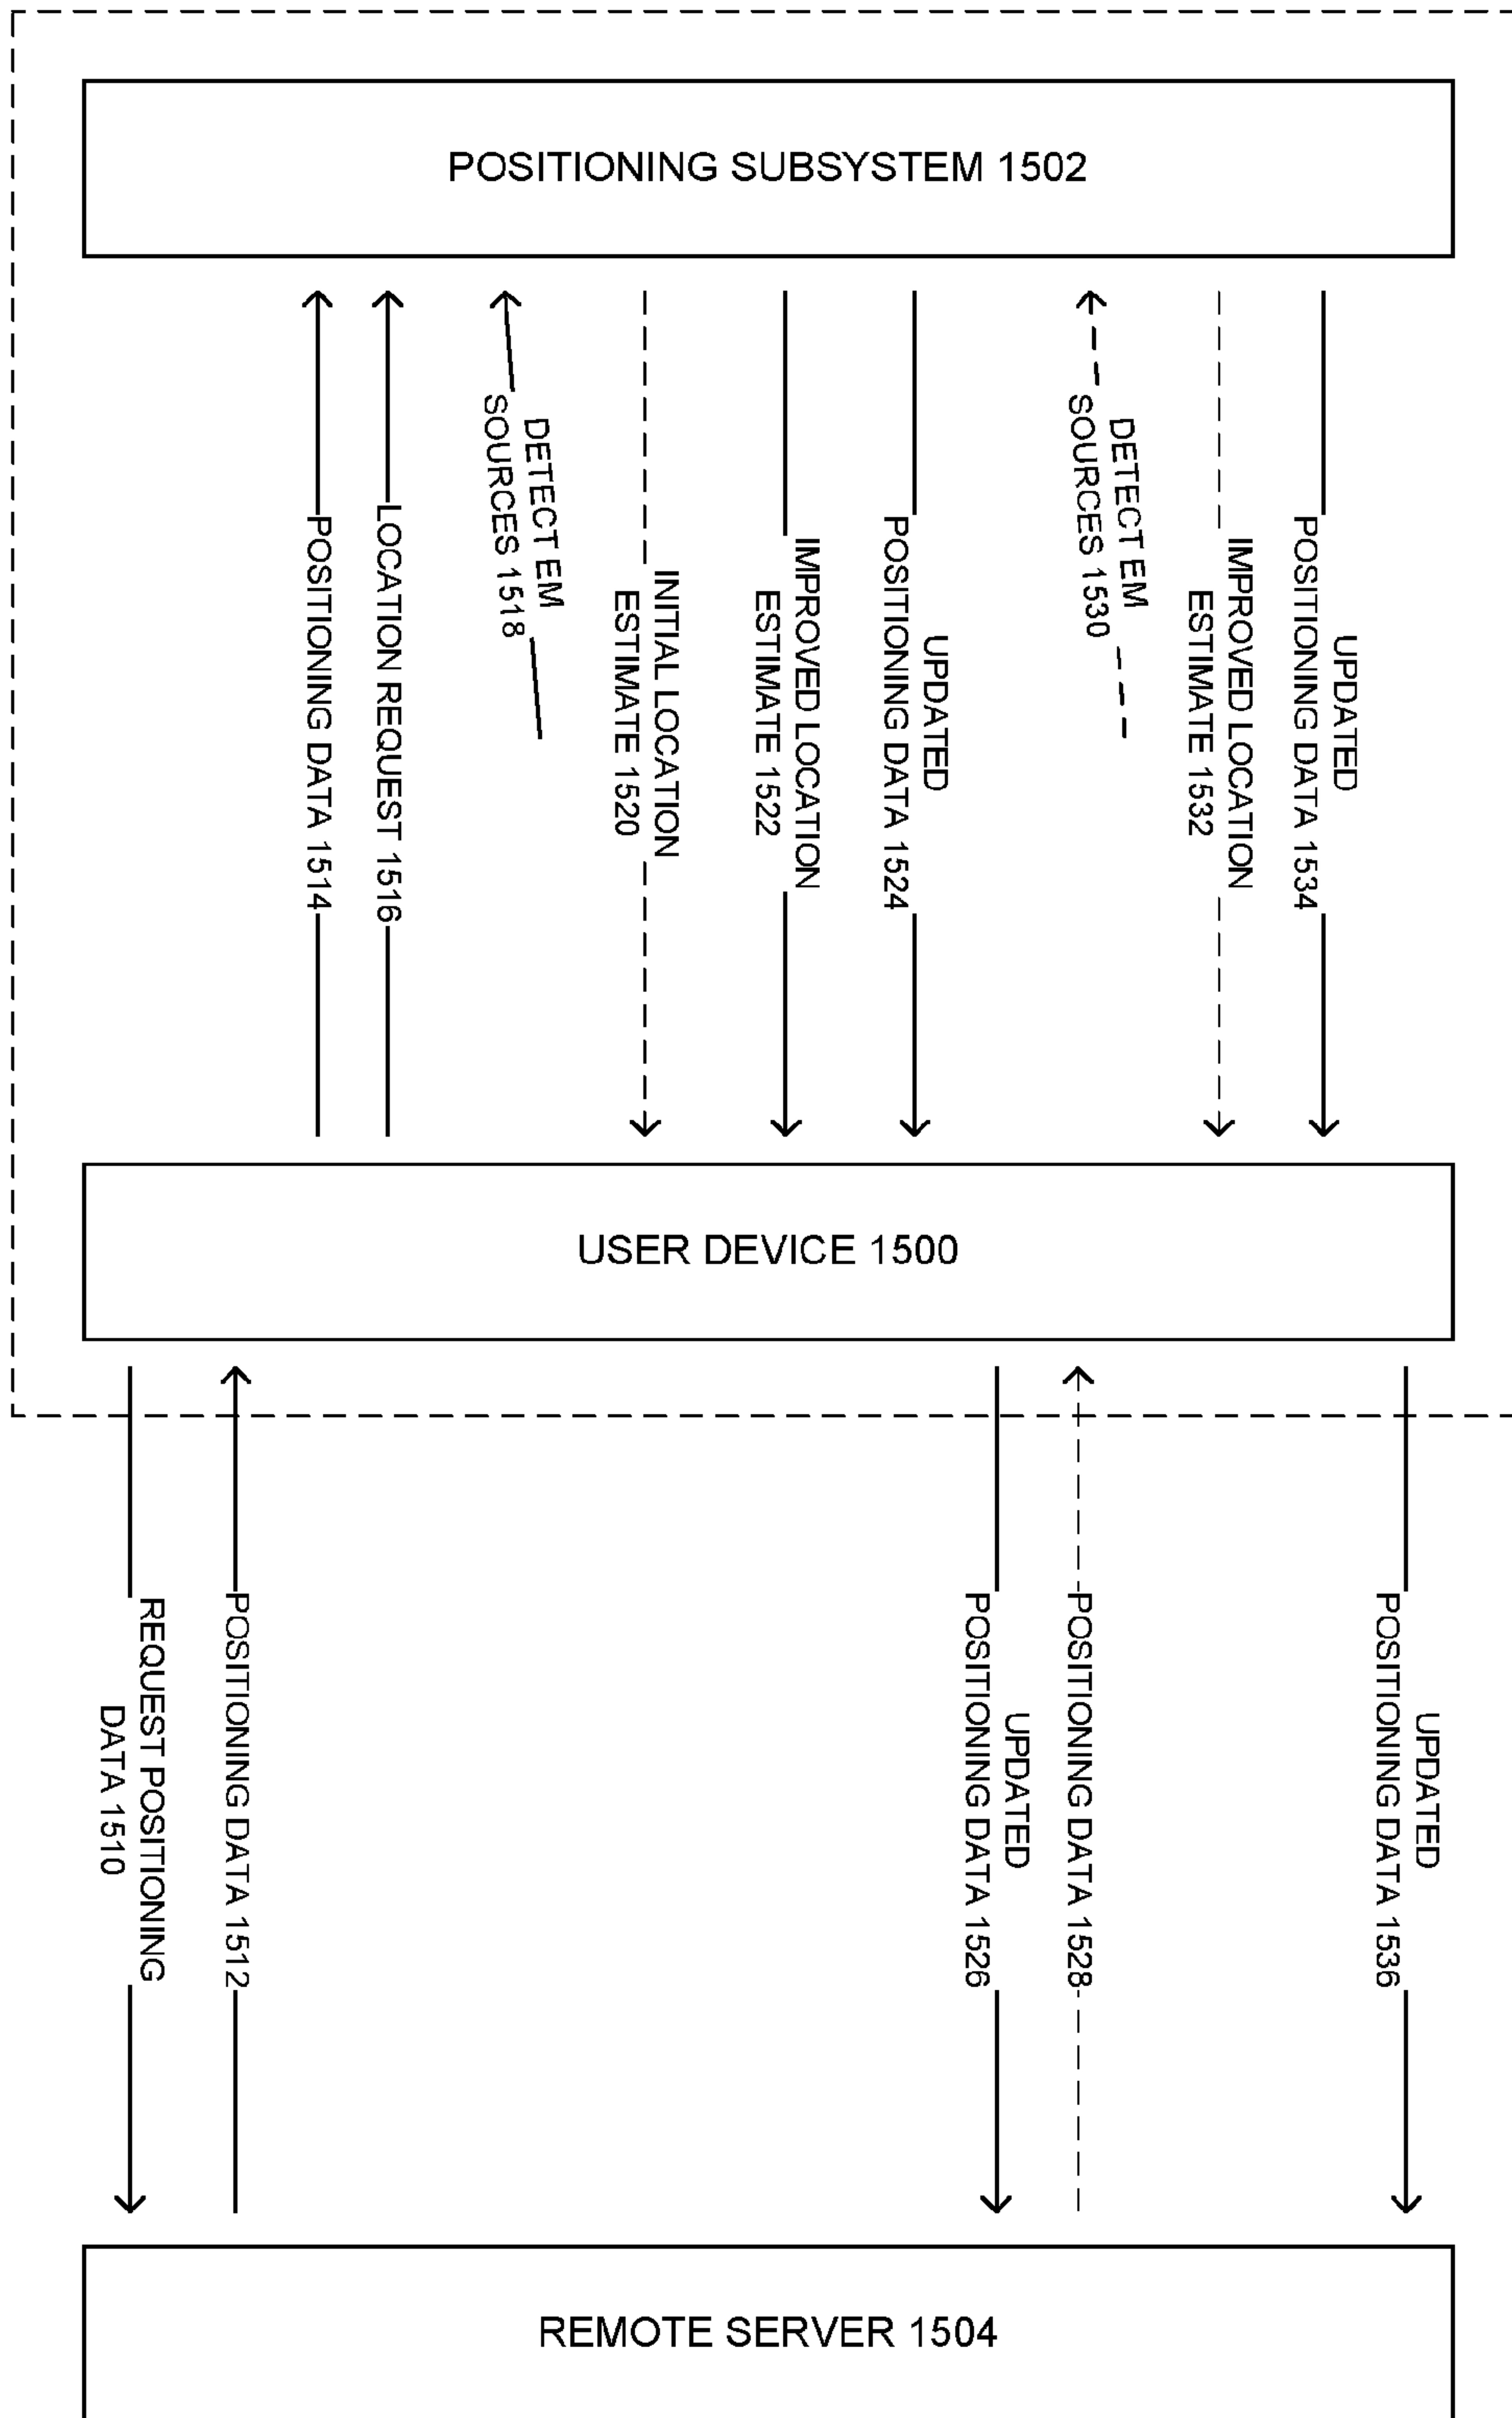 POSITIONING SUBSYSTEM 1502
POSITIONING DATA 1514
LOCATION REQUEST 1516
DETECT EM
SOURCES 1518
INITIAL LOCATION
ESTIMATE 1520
IMPROVED LOCATION
ESTIMATE 1522
UPDATED
POSITIONING DATA 1524
DETECT EM
SOURCES 1530
IMPROVED LOCATION
ESTIMATE 1532
UPDATED
POSITIONING DATA 1534
USER DEVICE 1500
REQUEST POSITIONING
DATA 1510
POSITIONING DATA 1512
UPDATED
POSITIONING DATA 1526
POSITIONING DATA 1528
UPDATED
POSITIONING DATA 1536
REMOTE SERVER 1504